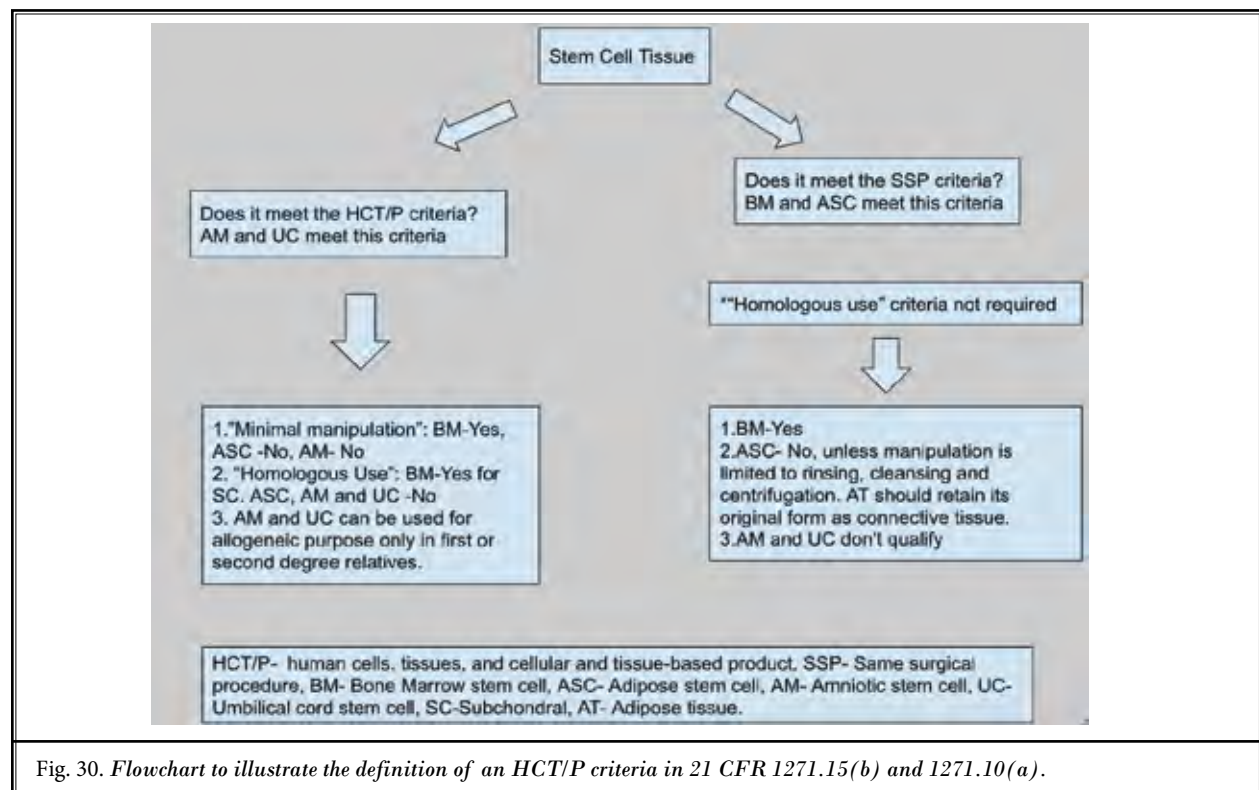 Stem Cell Tissue
Does it meet the HCT/P criteria?
AM and UC meet this criteria
Does it meet the SSP criteria?
BM and ASC meet this criteria
*"Homologous use" criteria not required
1."Minimal manipulation": BM-Yes,
ASC -No, AM- No
2. "Homologous Use": BM-Yes for
SC. ASC, AM and UC -No
3. AM and UC can be used for
allogeneic purpose only in first or
second degree relatives.
1.BM-Yes
2.ASC- No, unless manipulation is
limited to rinsing, cleansing and
centrifugation. AT should retain its
original form as connective tissue.
3.AM and UC don't qualify
HCT/P- human cells, tissues, and cellular and tissue-based product, SSP- Same surgical
procedure, BM- Bone Marrow stem cell, ASC- Adipose stem cell, AM- Amniotic stem cell, UC-
Umbilical cord stem cell, SC-Subchondral, AT- Adipose tissue.
Fig. 30. Flowchart to illustrate the definition of an HCT/P criteria in 21 CFR 1271.15(b) and 1271.10(a).